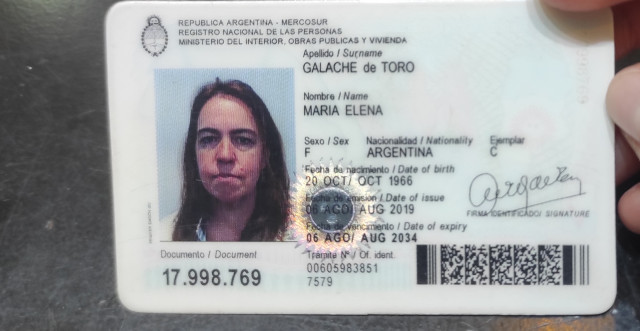 REPUBLICA ARGENTINA - MERCOSUR
REGISTRO NACIONAL DE LAS PERSONAS
MINISTERIO DEL INTERIOR, OBRAS PUBLICAS Y VIVIENDA
Apellido / Surname
GALACHE de TORO
Nombre / Name
MARIA ELENA
Sexo / Sex Nacionalidad / Nationality Ejemplar
F ARGENTINA C
Fecha de nacimiento / Date of birth
20 OCT/ OCT 1966
Fecha de emisión / Date of issue
06 AGO/ AUG 2019
Fecha de vencimiento / Date of expiry
06 AGO/ AUG 2034
FIRMA IDENTIFICADO/ SIGNATURE
Documento / Document
17.998.769
Trámite Nº / Of. ident.
00605983851
7579